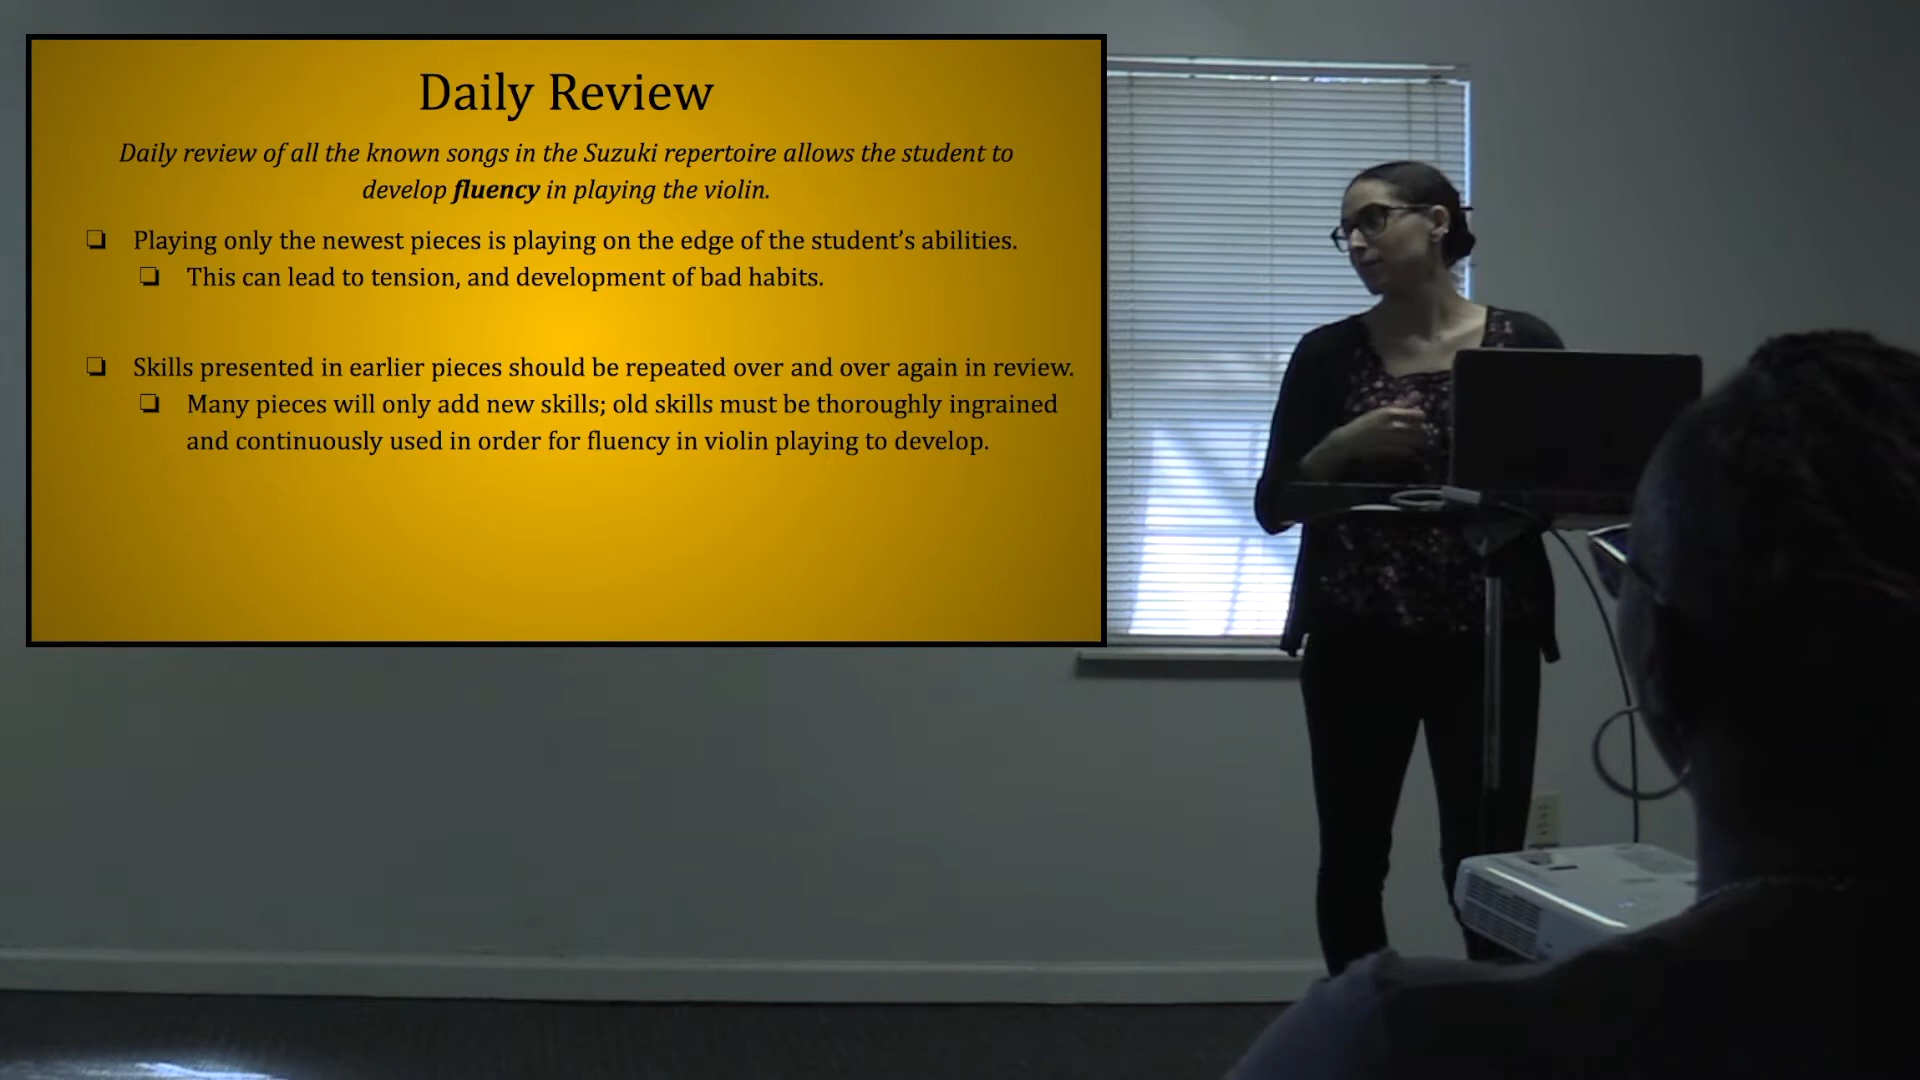 Daily Review
Daily review of all the known songs in the Suzuki repertoire allows the student to
develop fluency in playing the violin.
❏ Playing only the newest pieces is playing on the edge of the student’s abilities.
❏ This can lead to tension, and development of bad habits.
❏ Skills presented in earlier pieces should be repeated over and over again in review.
❏ Many pieces will only add new skills; old skills must be thoroughly ingrained
and continuously used in order for fluency in violin playing to develop.